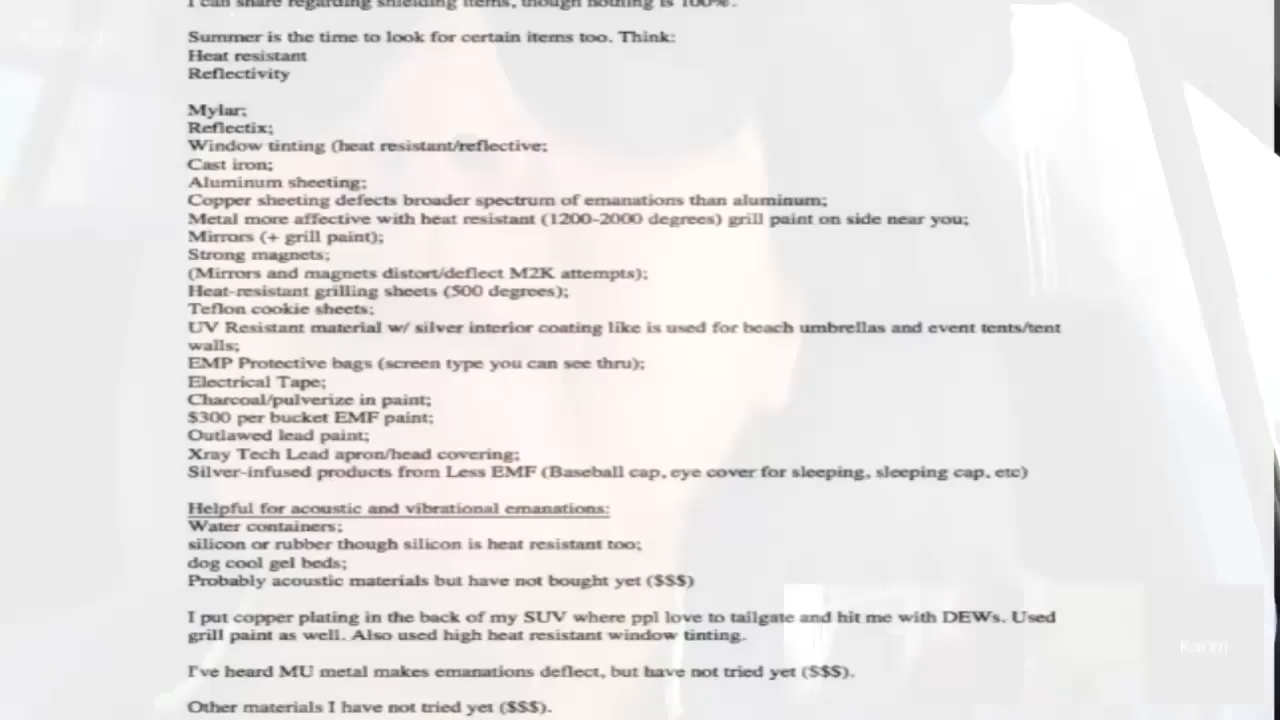 I can share regarding shielding items, though nothing is 100%.
Summer is the time to look for certain items too. Think:
Heat resistant
Reflectivity
Mylar;
Reflectix;
Window tinting (heat resistant/reflective;
Cast iron;
Aluminum sheeting;
Copper sheeting defects broader spectrum of emanations than aluminum;
Metal more affective with heat resistant (1200-2000 degrees) grill paint on side near you;
Mirrors (+ grill paint);
Strong magnets;
(Mirrors and magnets distort/deflect M2K attempts);
Heat-resistant grilling sheets (500 degrees);
Teflon cookie sheets;
UV Resistant material w/ silver interior coating like is used for beach umbrellas and event tents/tent
walls;
EMP Protective bags (screen type you can see thru);
Electrical Tape;
Charcoal/pulverize in paint;
$300 per bucket EMF paint;
Outlawed lead paint;
Xray Tech Lead apron/head covering;
Silver-infused products from Less EMF (Baseball cap, eye cover for sleeping, sleeping cap, etc)
Helpful for acoustic and vibrational emanations:
Water containers;
silicon or rubber though silicon is heat resistant too;
dog cool gel beds;
Probably acoustic materials but have not bought yet ($$$)
I put copper plating in the back of my SUV where ppl love to tailgate and hit me with DEWs. Used
grill paint as well. Also used high heat resistant window tinting.
Karen
I've heard MU metal makes emanations deflect, but have not tried yet ($$$).
Other materials I have not tried yet ($$$).